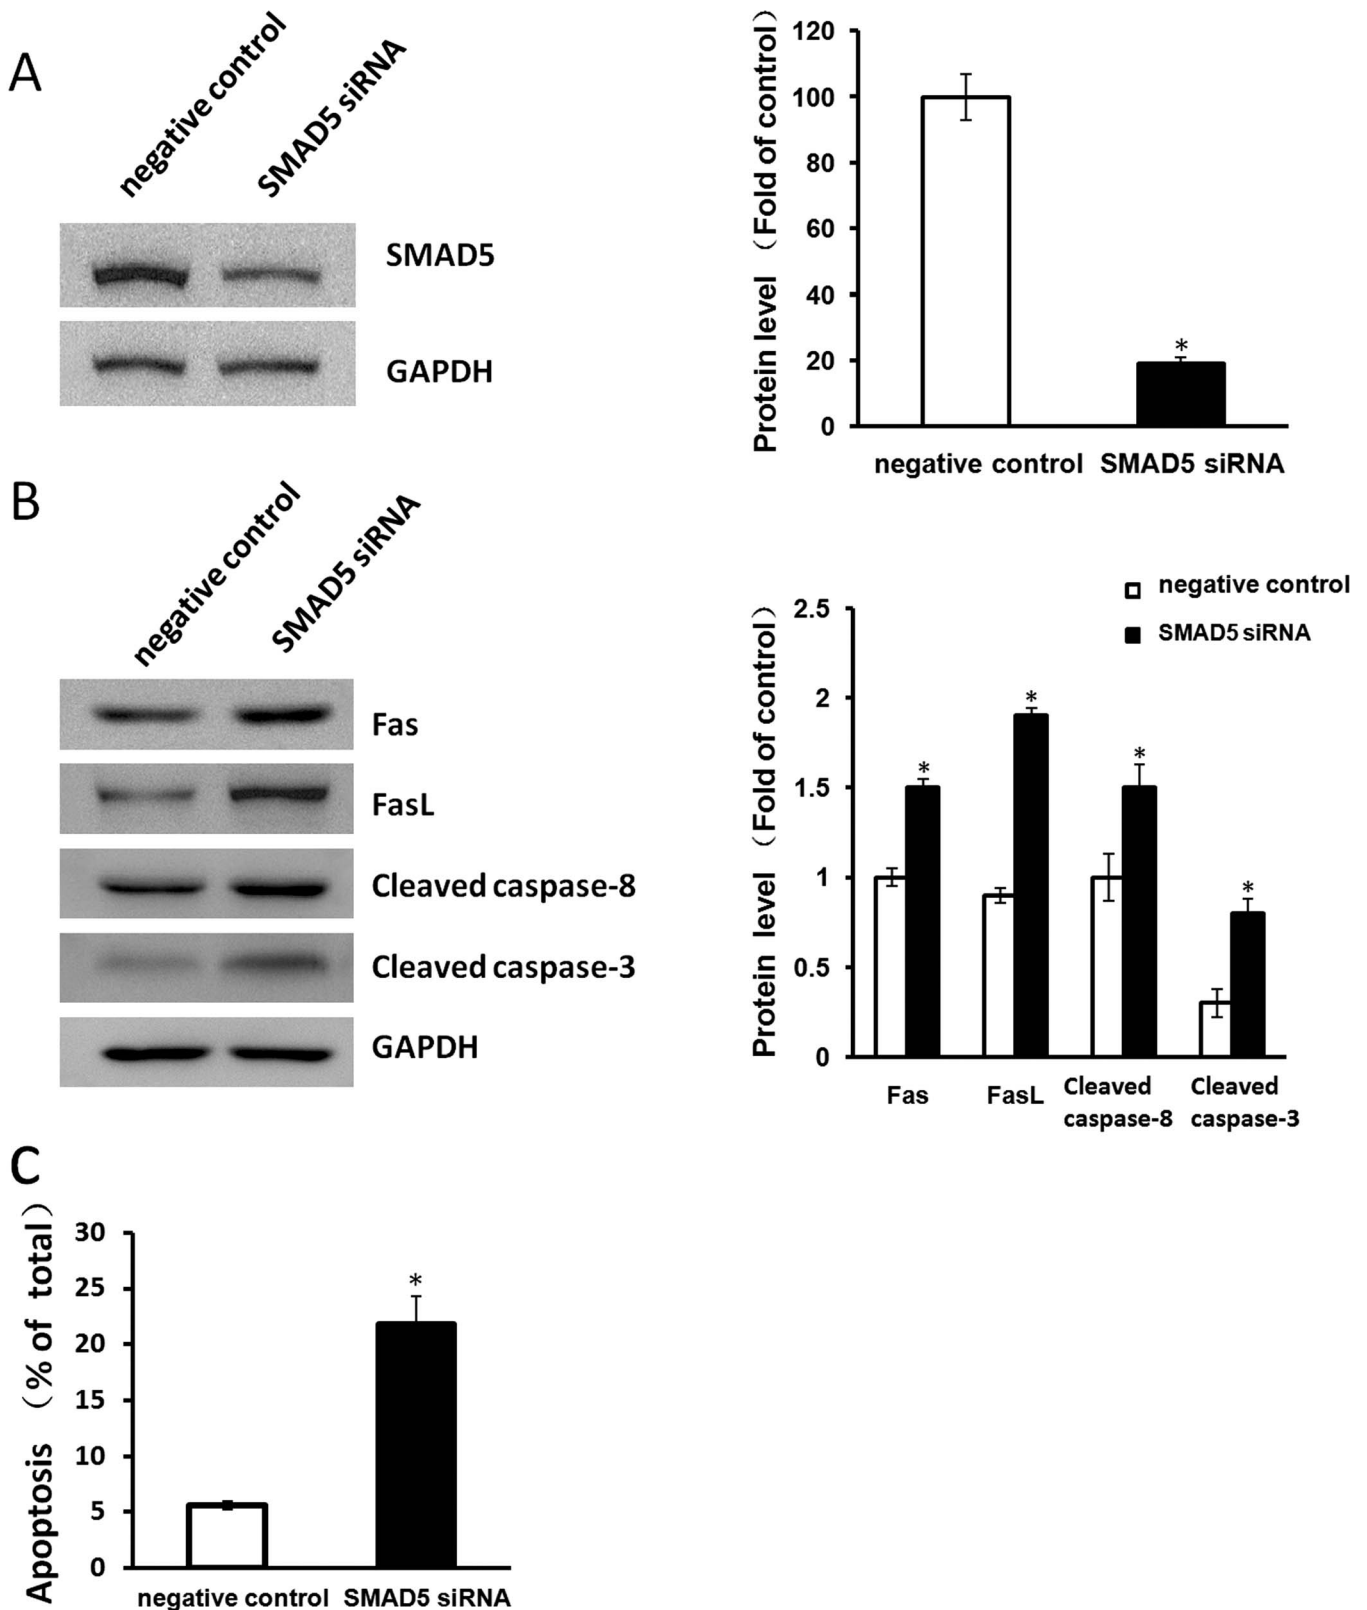 A
negative control
SMAD5 siRNA
SMAD5
GAPDH
Protein level （Fold of control）
120
100
80
60
40
20
0
*
negative control SMAD5 siRNA
B
negative control
SMAD5 siRNA
Fas
FasL
Cleaved caspase-8
Cleaved caspase-3
GAPDH
negative control
SMAD5 siRNA
Protein level （Fold of control）
2.5
2
1.5
1
0.5
0
*
*
*
*
Fas
FasL
Cleaved
caspase-8
Cleaved
caspase-3
C
Apoptosis （% of total）
30
25
20
15
10
5
0
*
negative control SMAD5 siRNA